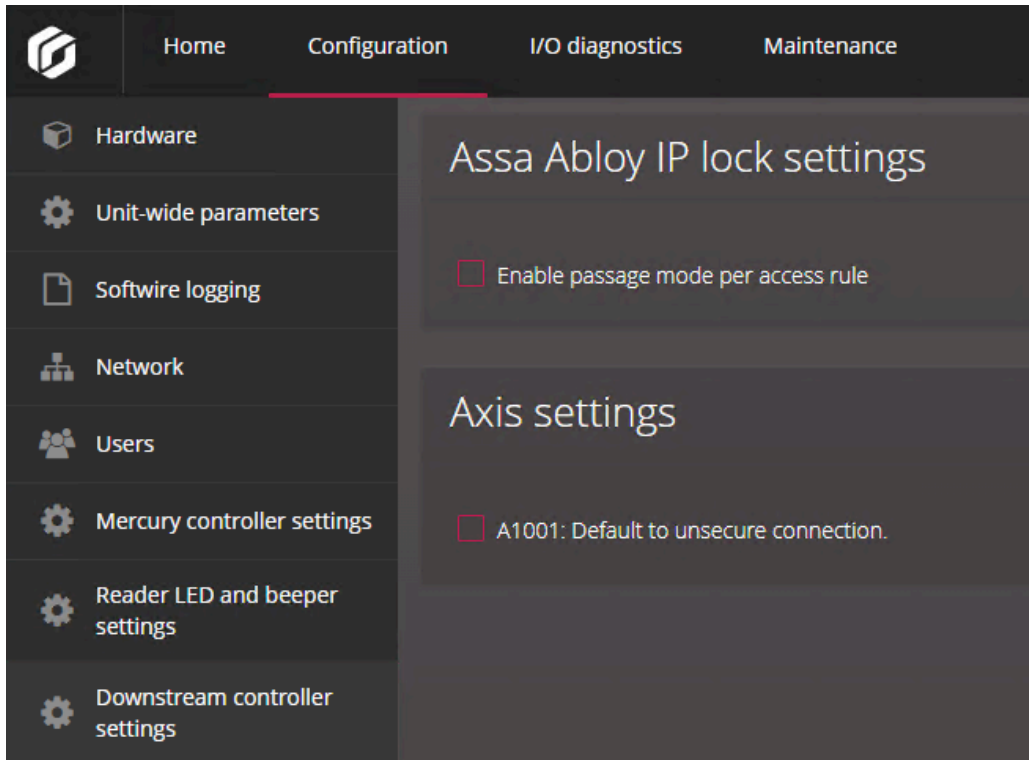 Home Configuration I/O diagnostics Maintenance
Hardware
Unit-wide parameters
Softwire logging
Network
Users
Mercury controller settings
Reader LED and beeper
settings
Downstream controller
settings
Assa Abloy IP lock settings
Enable passage mode per access rule
Axis settings
A1001: Default to unsecure connection.